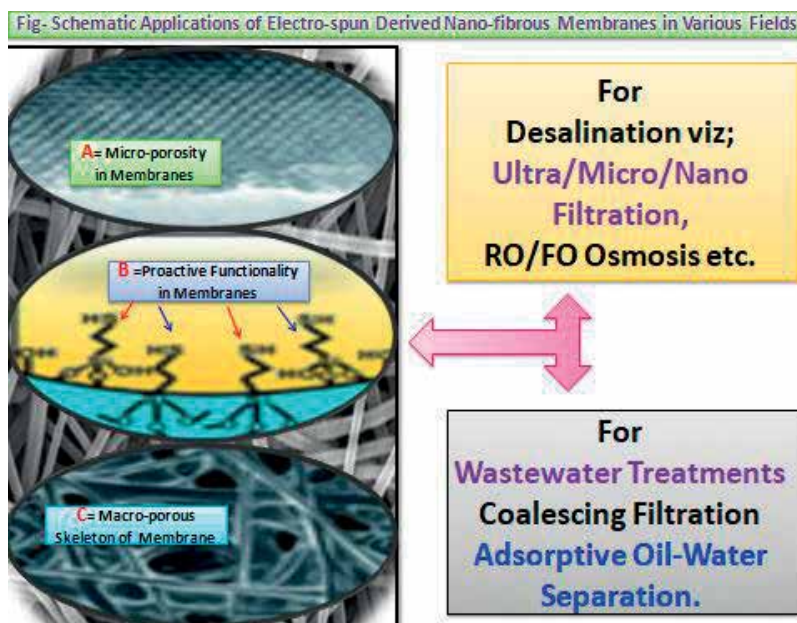 Fig- Schematic Applications of Electro-spun Derived Nano-fibrous Membranes in Various Fields
A= Micro-porosity
in Membranes
B =Proactive Functionality
in Membranes
C= Macro-porous
Skeleton of Membrane
For
Desalination viz;
Ultra/Micro/Nano
Filtration,
RO/FO Osmosis etc.
For
Wastewater Treatments
Coalescing Filtration
Adsorptive Oil-Water
Separation.